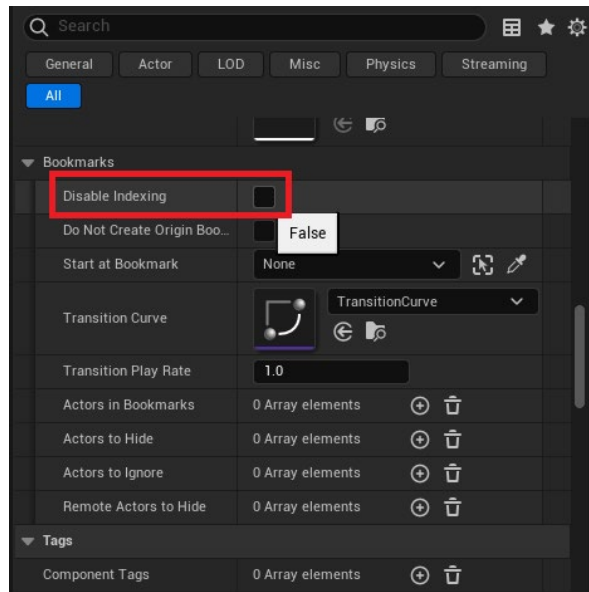 Search
General Actor LOD Misc Physics Streaming
All
Bookmarks
Disable Indexing
Do Not Create Origin Boo...
False
Start at Bookmark None
Transition Curve TransitionCurve
Transition Play Rate 1.0
Actors in Bookmarks 0 Array elements
Actors to Hide 0 Array elements
Actors to Ignore 0 Array elements
Remote Actors to Hide 0 Array elements
Tags
Component Tags 0 Array elements